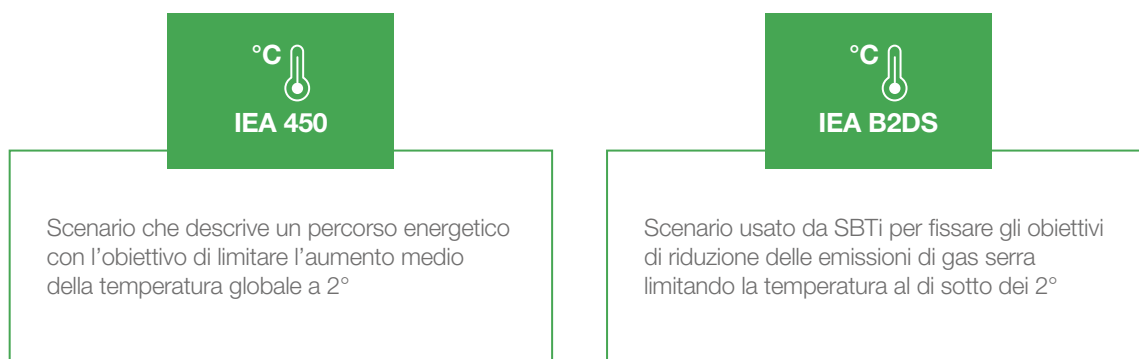 °C
IEA 450
Scenario che descrive un percorso energetico
con l’obiettivo di limitare l’aumento medio
della temperatura globale a 2°
°C
IEA B2DS
Scenario usato da SBTi per fissare gli obiettivi
di riduzione delle emissioni di gas serra
limitando la temperatura al di sotto dei 2°